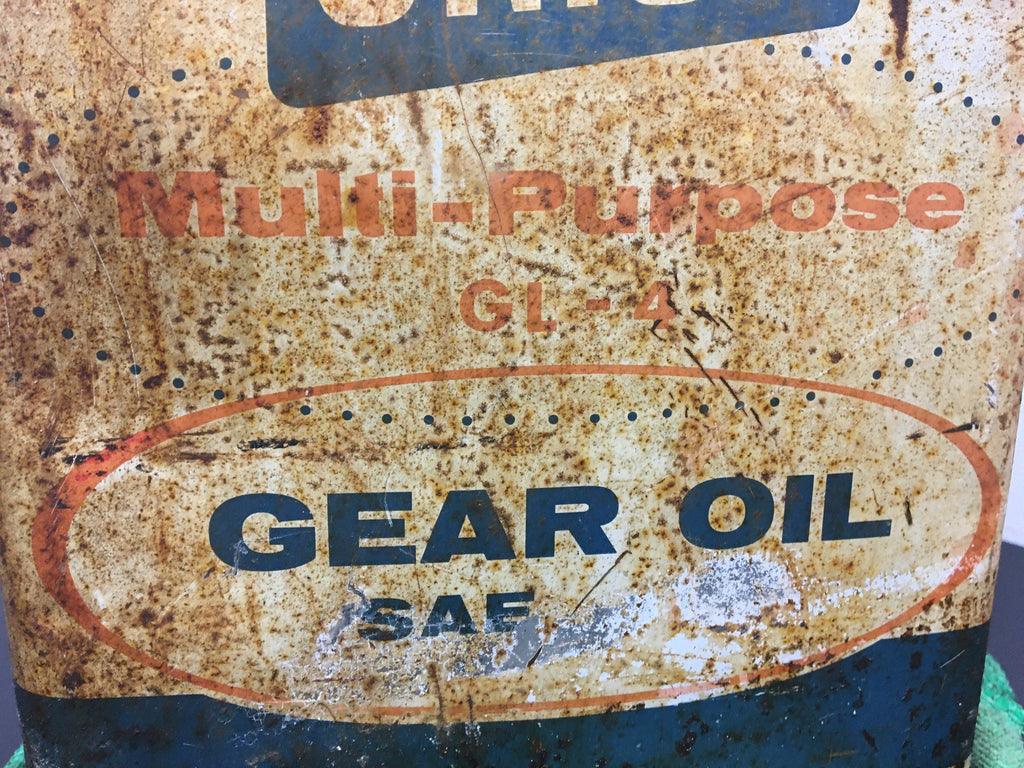 Multi-Purpose
GL-4
GEAR OIL
SAE